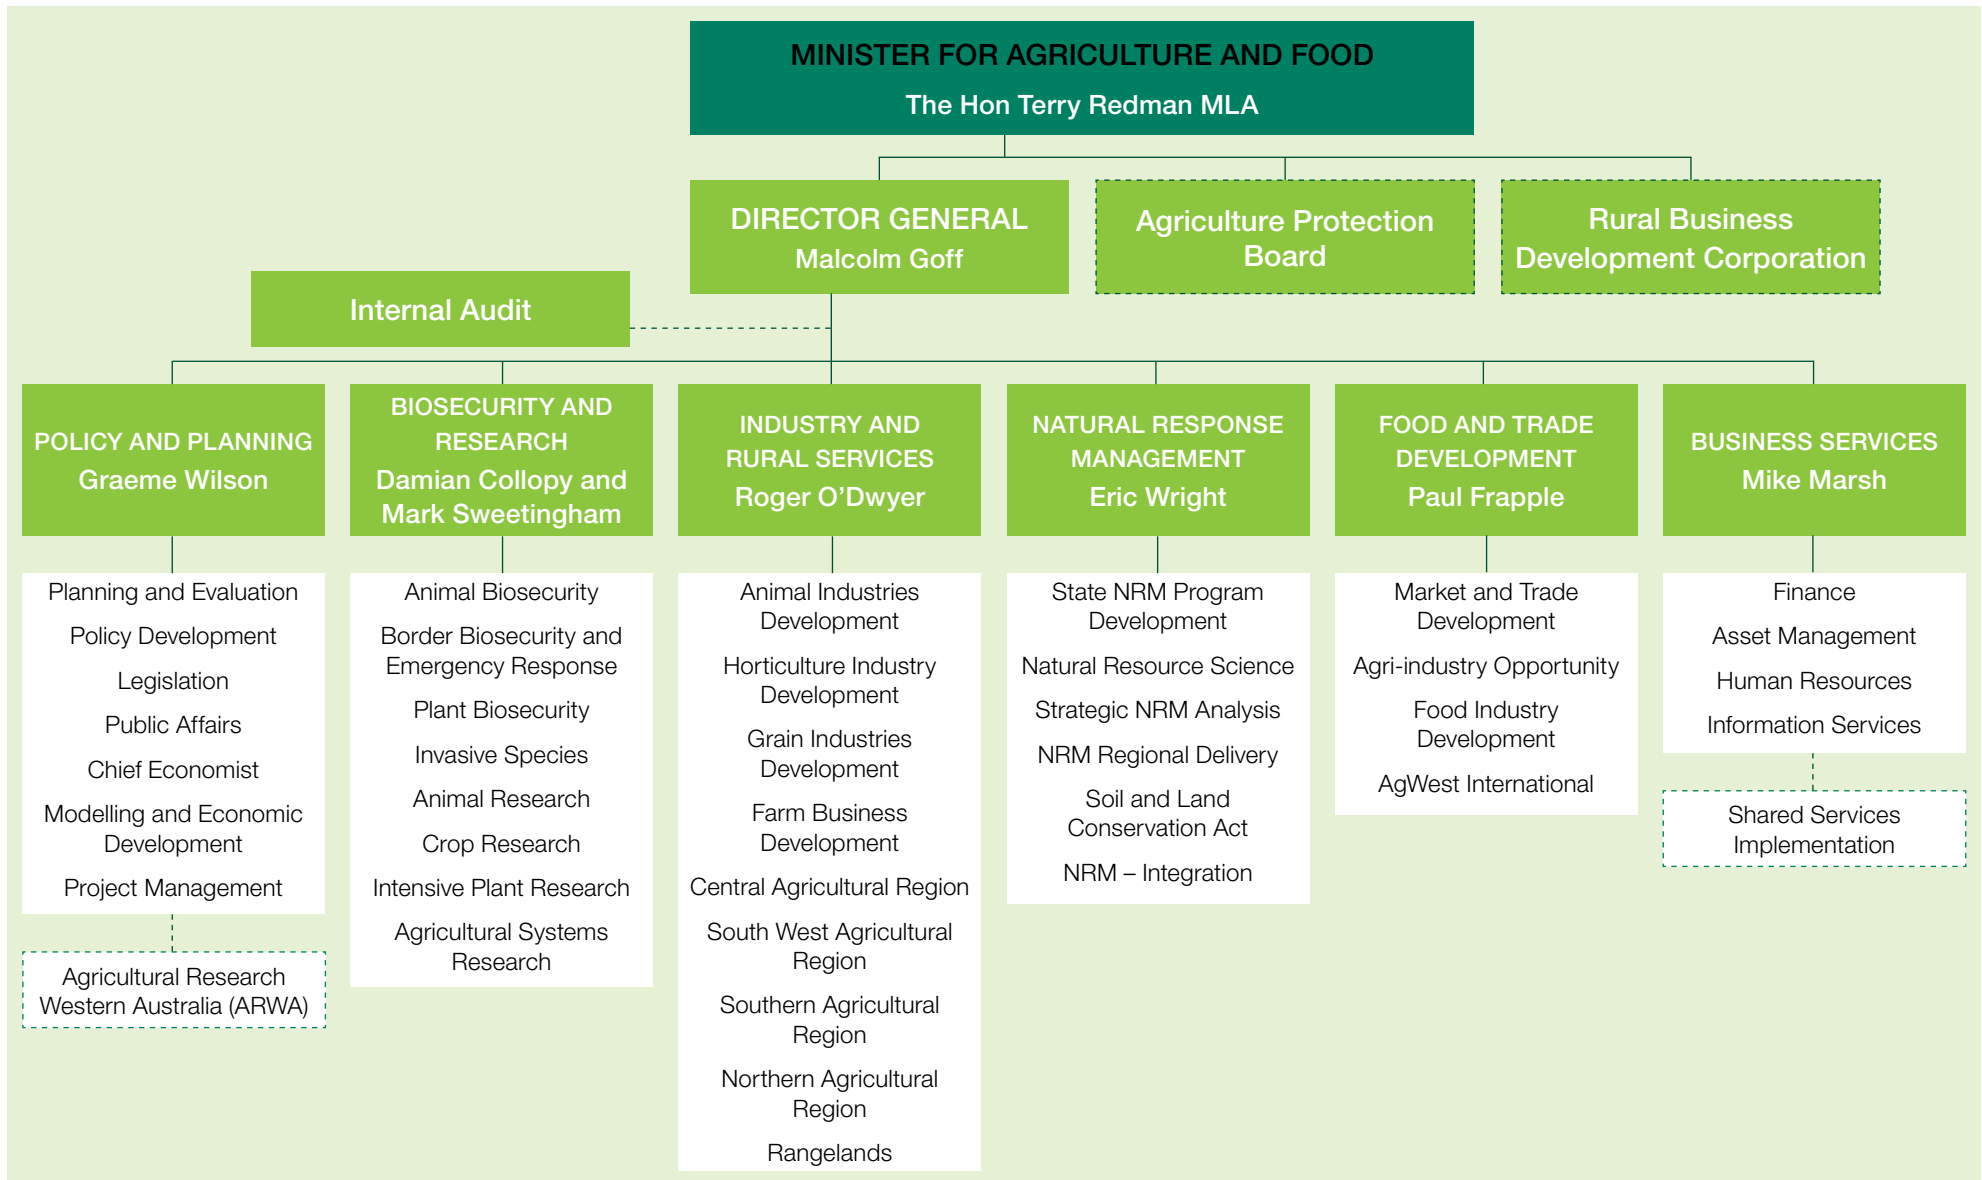 MINISTER FOR AGRICULTURE AND FOOD
The Hon Terry Redman MLA
DIRECTOR GENERAL
Malcolm Goff
Agriculture Protection
Board
Rural Business
Development Corporation
Internal Audit
POLICY AND PLANNING
Graeme Wilson
BIOSECURITY AND
RESEARCH
Damian Collopy and
Mark Sweetingham
INDUSTRY AND
RURAL SERVICES
Roger O’Dwyer
NATURAL RESPONSE
MANAGEMENT
Eric Wright
FOOD AND TRADE
DEVELOPMENT
Paul Frapple
BUSINESS SERVICES
Mike Marsh
Planning and Evaluation
Policy Development
Legislation
Public Affairs
Chief Economist
Modelling and Economic
Development
Project Management
Agricultural Research
Western Australia (ARWA)
Animal Biosecurity
Border Biosecurity and
Emergency Response
Plant Biosecurity
Invasive Species
Animal Research
Crop Research
Intensive Plant Research
Agricultural Systems
Research
Animal Industries
Development
Horticulture Industry
Development
Grain Industries
Development
Farm Business
Development
Central Agricultural Region
South West Agricultural
Region
Southern Agricultural
Region
Northern Agricultural
Region
Rangelands
State NRM Program
Development
Natural Resource Science
Strategic NRM Analysis
NRM Regional Delivery
Soil and Land
Conservation Act
NRM – Integration
Market and Trade
Development
Agri-industry Opportunity
Food Industry
Development
AgWest International
Finance
Asset Management
Human Resources
Information Services
Shared Services
Implementation